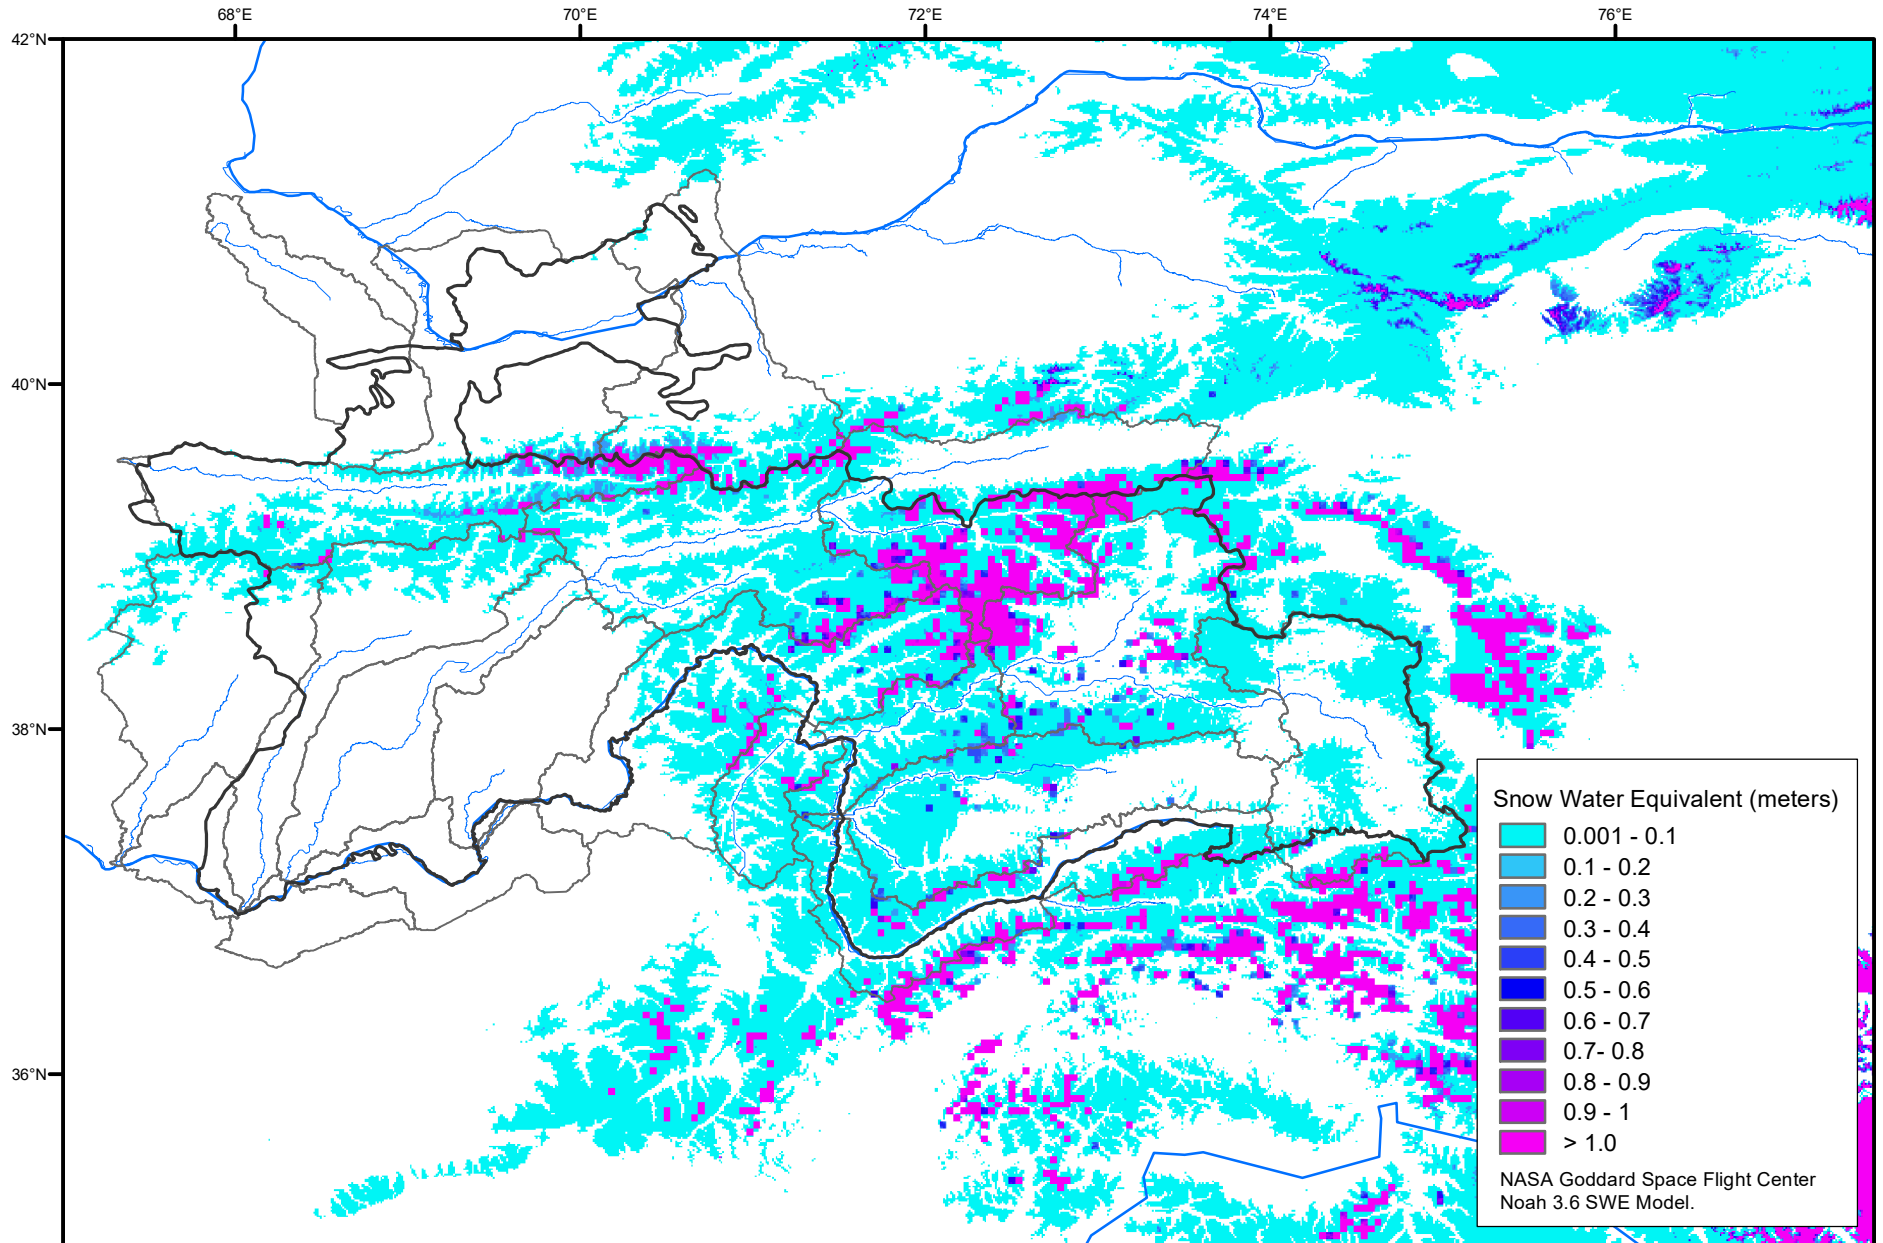 68°E 70°E 72°E 74°E 76°E
42°N
40°N
38°N
36°N
Snow Water Equivalent (meters)
0.001 - 0.1
0.1 - 0.2
0.2 - 0.3
0.3 - 0.4
0.4 - 0.5
0.5 - 0.6
0.6 - 0.7
0.7- 0.8
0.8 - 0.9
0.9 - 1
> 1.0
NASA Goddard Space Flight Center
Noah 3.6 SWE Model.